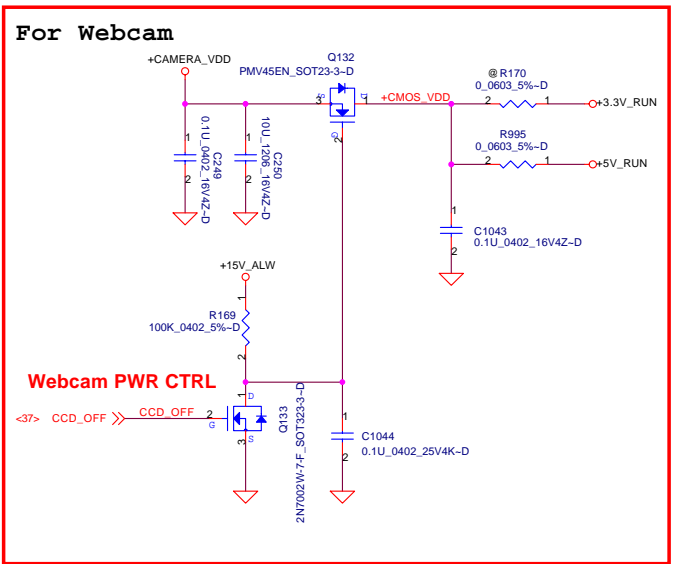 For Webcam
+CAMERA_VDD
Q132
PMV45EN_SOT23-3~D
3
S
D
1
G
2
+CMOS_VDD
@ R170
0_0603_5%~D
2
1
+3.3V_RUN
R995
0_0603_5%~D
2
1
+5V_RUN
1
2
C249
0.1U_0402_16V4Z~D
1
2
C250
10U_1206_16V4Z~D
1
2
C1043
0.1U_0402_16V4Z~D
+15V_ALW
1
R169
100K_0402_5%~D
2
Webcam PWR CTRL
<37> CCD_OFF
CCD_OFF
2
G
1
D
S
3
Q133
2N7002W-7-F_SOT323-3~D
1
2
C1044
0.1U_0402_25V4K~D